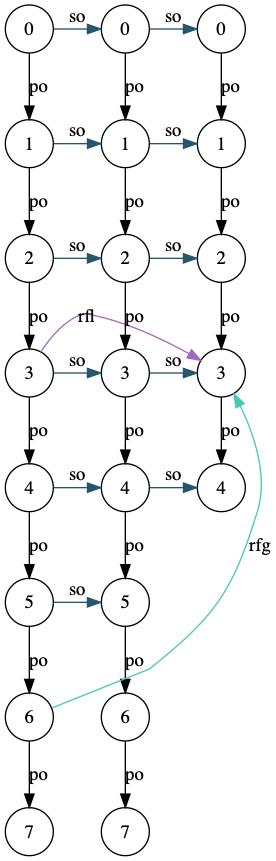 0 so 0 so 0
po po po
1 so 1 so 1
po po po
2 so 2 so 2
po po po
rfl
3 so 3 so 3
po po po
4 so 4 so 4
po po
rfg
5 so 5
po po
6 6
po po
7 7